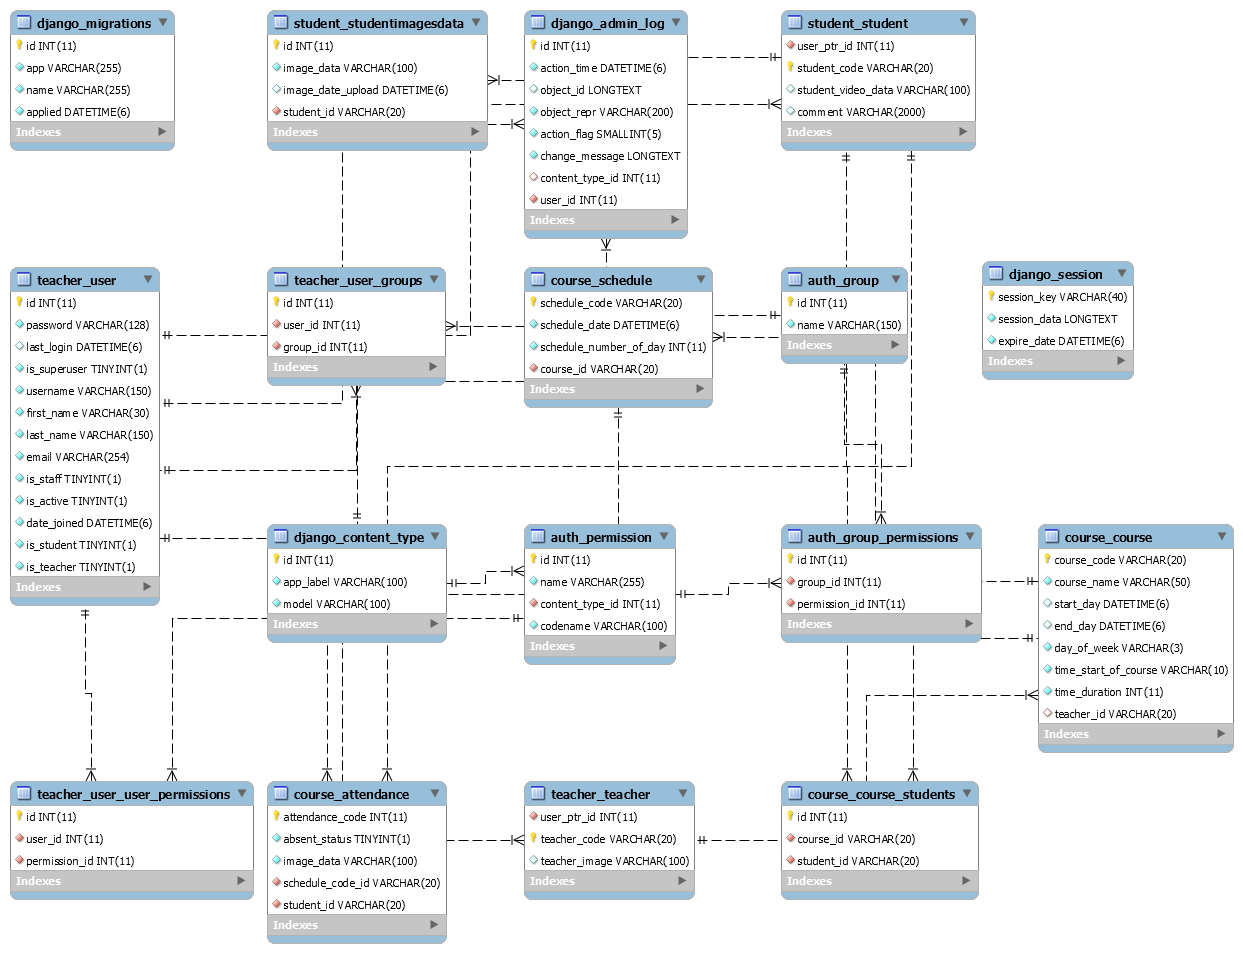 django_migrations
id INT(11)
app VARCHAR(255)
name VARCHAR(255)
applied DATETIME(6)
Indexes
student_studentimagesdata
id INT(11)
image_data VARCHAR(100)
image_date_upload DATETIME(6)
student_id VARCHAR(20)
Indexes
django_admin_log
id INT(11)
action_time DATETIME(6)
object_id LONGTEXT
object_repr VARCHAR(200)
action_flag SMALLINT(5)
change_message LONGTEXT
content_type_id INT(11)
user_id INT(11)
Indexes
student_student
user_ptr_id INT(11)
student_code VARCHAR(20)
student_video_data VARCHAR(100)
comment VARCHAR(2000)
Indexes
teacher_user
id INT(11)
password VARCHAR(128)
last_login DATETIME(6)
is_superuser TINYINT(1)
username VARCHAR(150)
first_name VARCHAR(30)
last_name VARCHAR(150)
email VARCHAR(254)
is_staff TINYINT(1)
is_active TINYINT(1)
date_joined DATETIME(6)
is_student TINYINT(1)
is_teacher TINYINT(1)
Indexes
teacher_user_groups
id INT(11)
user_id INT(11)
group_id INT(11)
Indexes
course_schedule
schedule_code VARCHAR(20)
schedule_date DATETIME(6)
schedule_number_of_day INT(11)
course_id VARCHAR(20)
Indexes
auth_group
id INT(11)
name VARCHAR(150)
Indexes
django_session
session_key VARCHAR(40)
session_data LONGTEXT
expire_date DATETIME(6)
Indexes
django_content_type
id INT(11)
app_label VARCHAR(100)
model VARCHAR(100)
Indexes
auth_permission
id INT(11)
name VARCHAR(255)
content_type_id INT(11)
codename VARCHAR(100)
Indexes
auth_group_permissions
id INT(11)
group_id INT(11)
permission_id INT(11)
Indexes
course_course
course_code VARCHAR(20)
course_name VARCHAR(50)
start_day DATETIME(6)
end_day DATETIME(6)
day_of_week VARCHAR(3)
time_start_of_course VARCHAR(10)
time_duration INT(11)
teacher_id VARCHAR(20)
Indexes
teacher_user_user_permissions
id INT(11)
user_id INT(11)
permission_id INT(11)
Indexes
course_attendance
attendance_code INT(11)
absent_status TINYINT(1)
image_data VARCHAR(100)
schedule_code_id VARCHAR(20)
student_id VARCHAR(20)
Indexes
teacher_teacher
user_ptr_id INT(11)
teacher_code VARCHAR(20)
teacher_image VARCHAR(100)
Indexes
course_course_students
id INT(11)
course_id VARCHAR(20)
student_id VARCHAR(20)
Indexes